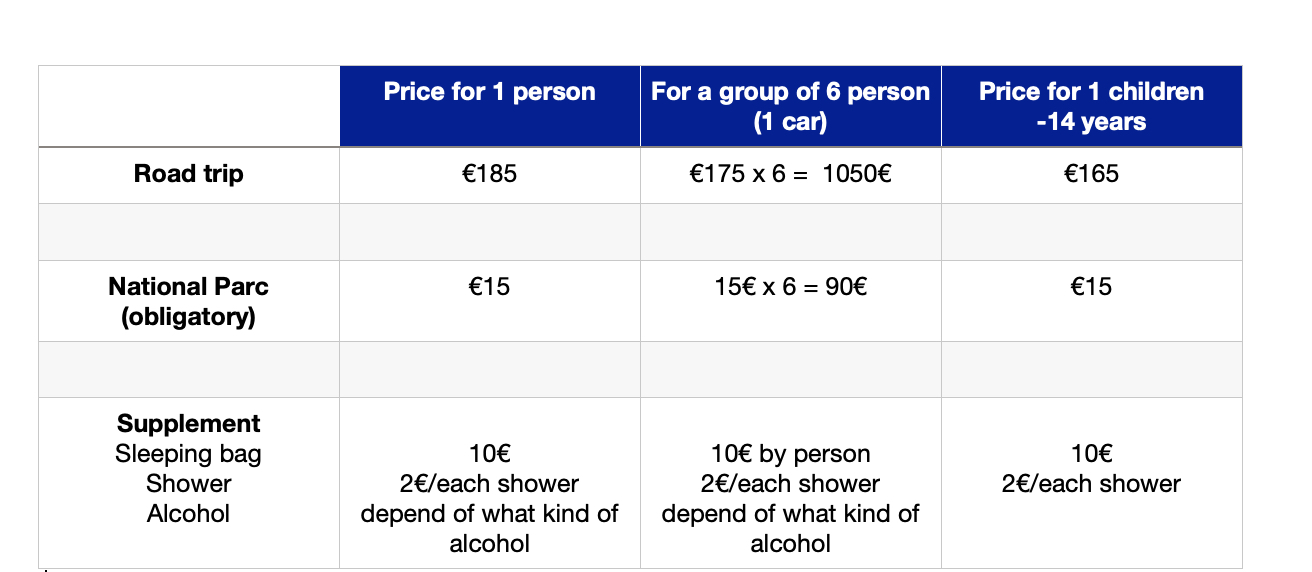 Price for 1 person
For a group of 6 person
(1 car)
Price for 1 children
-14 years
Road trip
€185
€175 x 6 =  1050€
€165
National Parc
(obligatory)
€15
15€ x 6 = 90€
€15
Supplement
Sleeping bag
Shower
Alcohol
10€
2€/each shower
depend of what kind of
alcohol
10€ by person
2€/each shower
depend of what kind of
alcohol
10€
2€/each shower